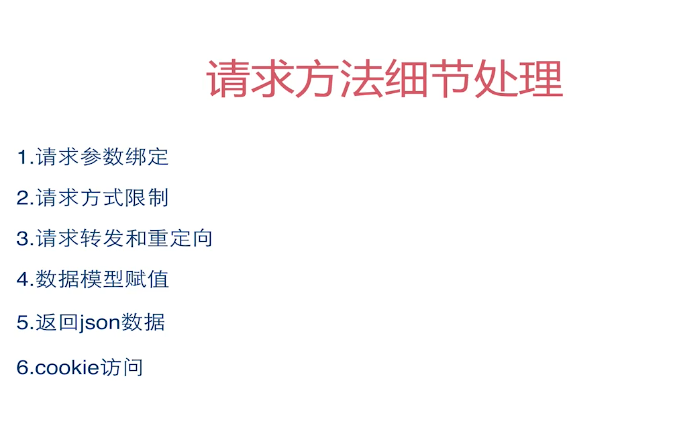 请求方法细节处理
1.请求参数绑定
2.请求方式限制
3.请求转发和重定向
4.数据模型赋值
5.返回json数据
6.cookie访问